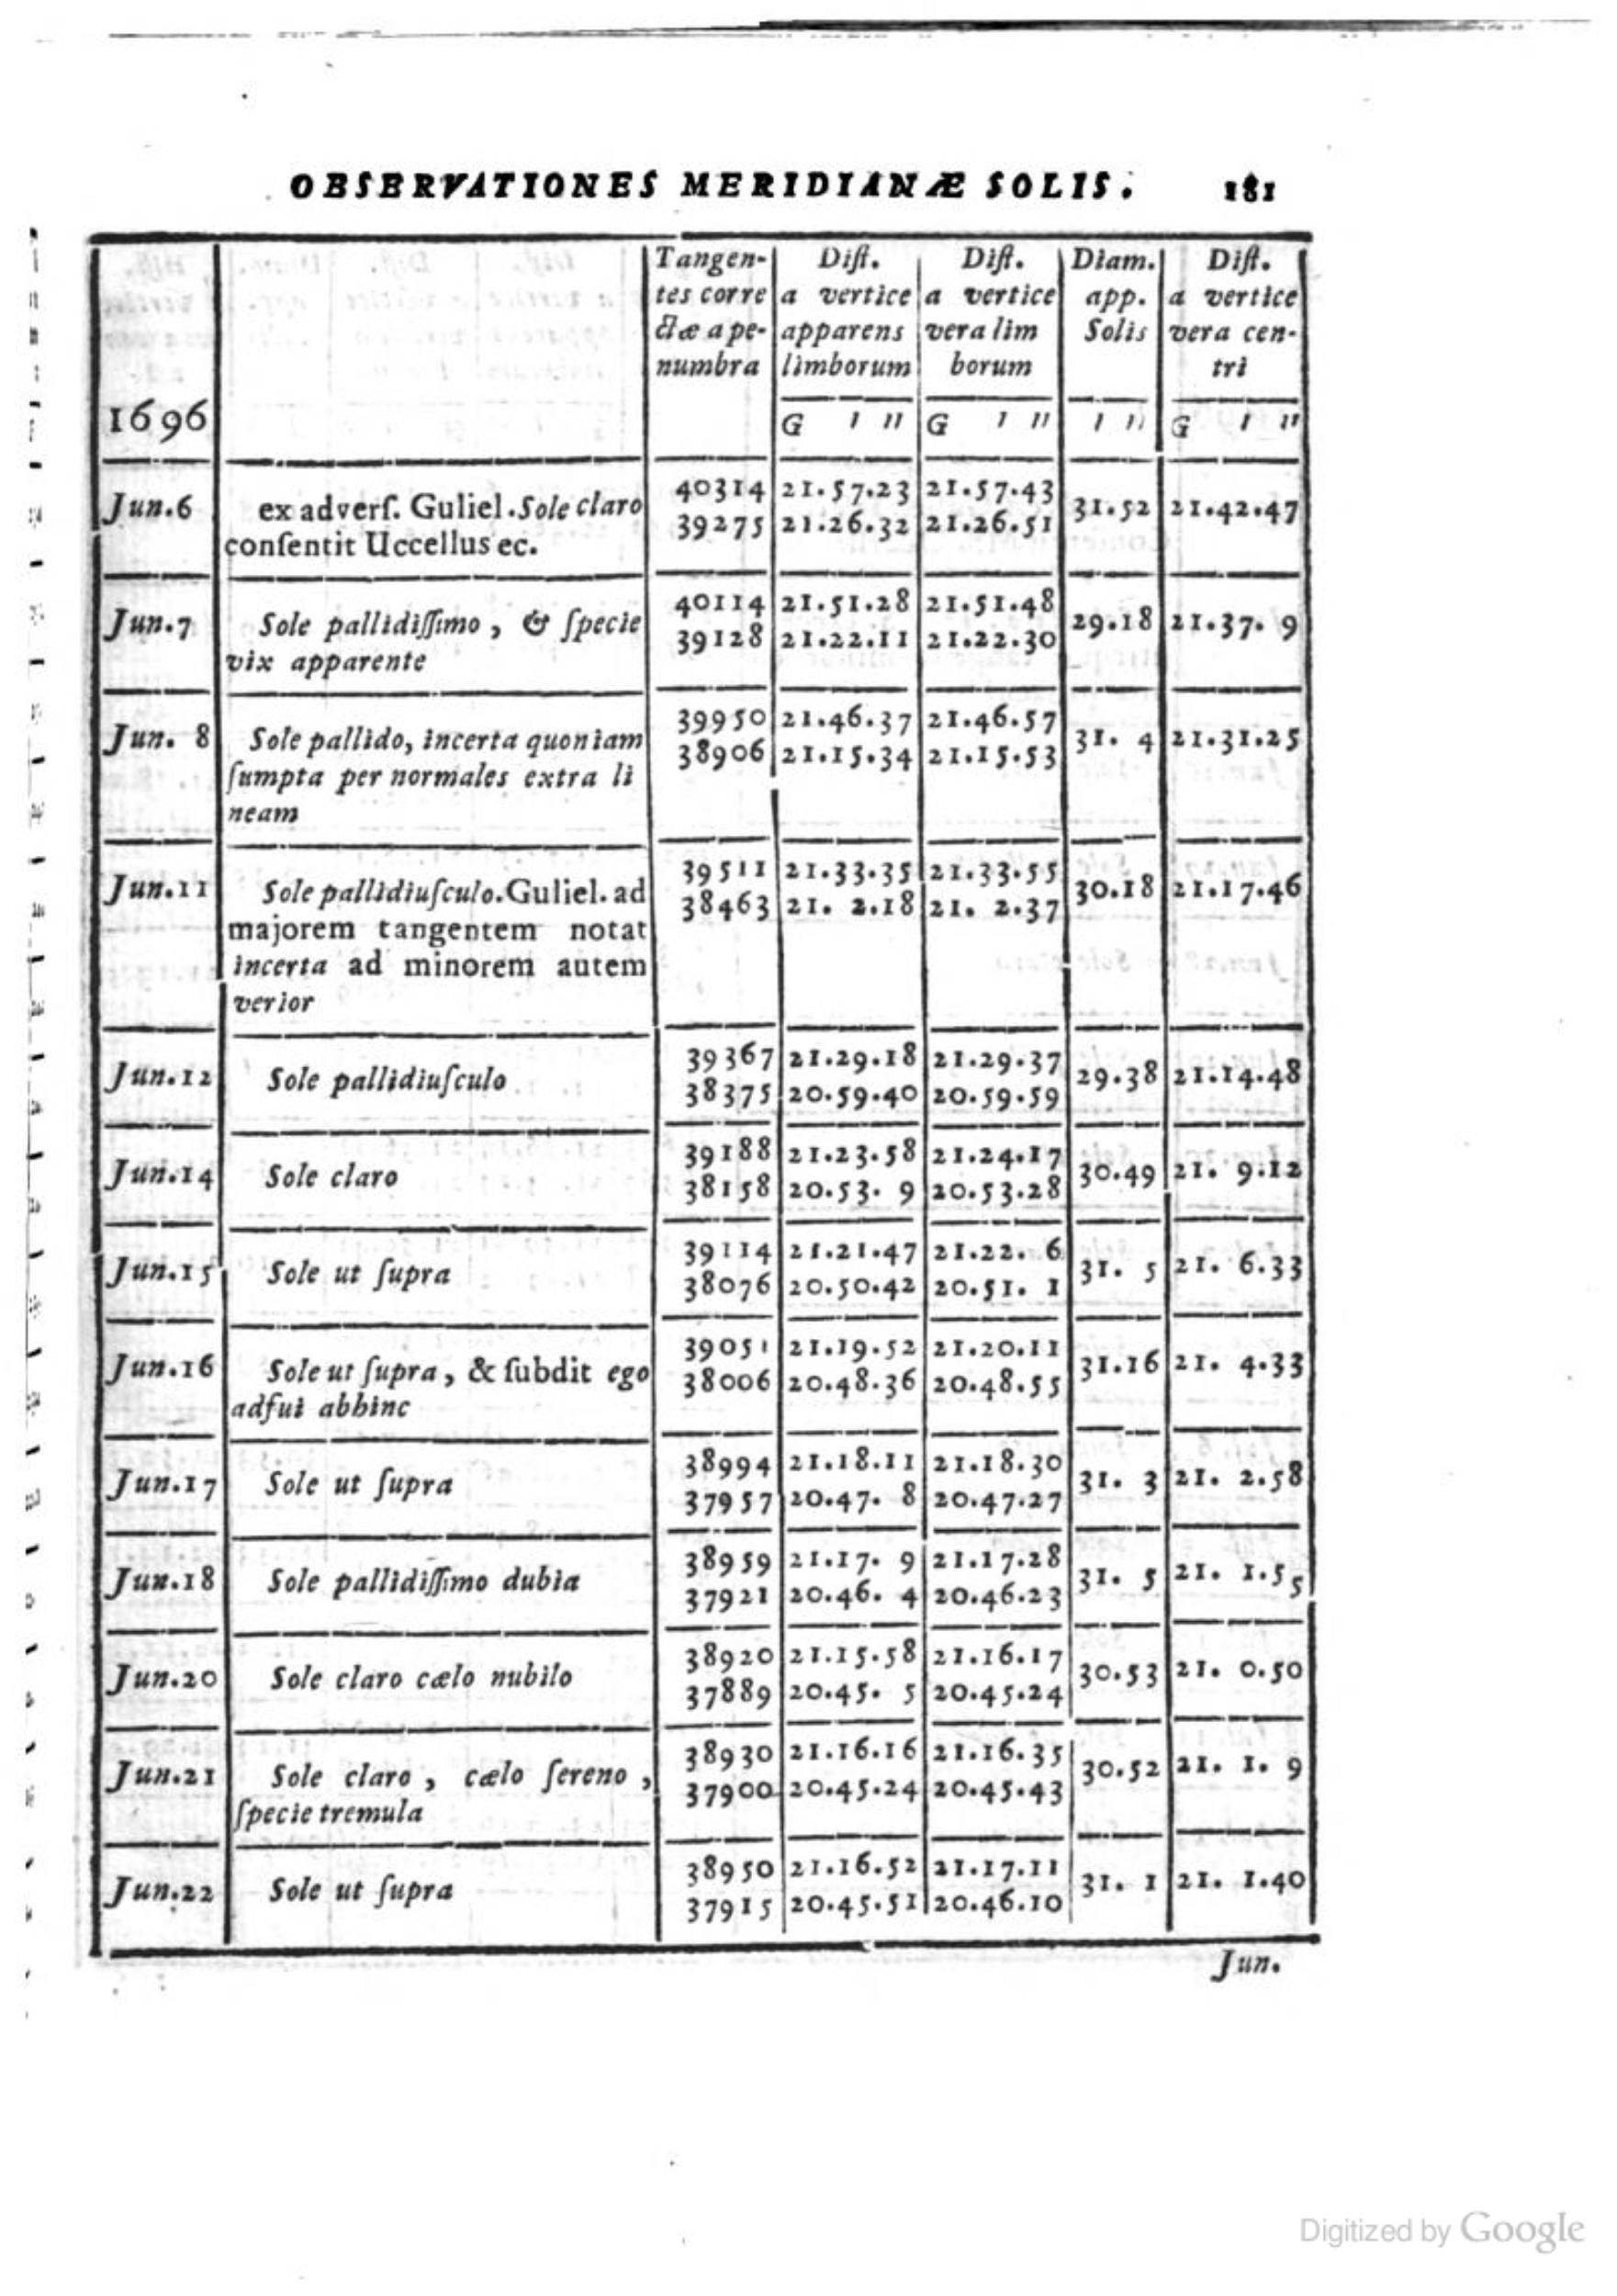 OBSERVATIONES MERIDIANÆ SOLIS. 181
1696
Tangen-
tes corre
ctæ a pe-
numbra
Dist.
a vertice
apparens
limborum
G ı ıı
Dist.
a vertice
vera lim
borum
G ı ıı
Diam.
app.
Solis
ı ıı
Dist.
a vertice
vera cen-
tri
G ı ıı
Jun.6 ex adverſ. Guliel. Sole claro
conſentit Uccellus ec.
40314 21.57.23 21.57.43
39275 21.26.32 21.26.51
31.52 21.42.47
Jun.7 Sole pallidiſſimo, & ſpecie
vix apparente
40114 21.51.28 21.51.48
39128 21.22.11 21.22.30
29.18 21.37. 9
Jun. 8 Sole pallido, incerta quoniam
ſumpta per normales extra li
neam
39950 21.46.37 21.46.57
38906 21.15.34 21.15.53
31. 4 21.31.25
Jun.11 Sole pallidiuſculo. Guliel. ad
majorem tangentem notat
incerta ad minorem autem
verior
39511 21.33.35 21.33.55
38463 21. 2.18 21. 2.37
30.18 21.17.46
Jun.12 Sole pallidiuſculo
39367 21.29.18 21.29.37
38375 20.59.40 20.59.59
29.38 21.14.48
Jun.14 Sole claro
39188 21.23.58 21.24.17
38158 20.53. 9 20.53.28
30.49 21. 9.12
Jun.15 Sole ut ſupra
39114 21.21.47 21.22. 6
38076 20.50.42 20.51. 1
31. 5 21. 6.33
Jun.16 Sole ut ſupra, & ſubdit ego
adfui abhinc
39051 21.19.52 21.20.11
38006 20.48.36 20.48.55
31.16 21. 4.33
Jun.17 Sole ut ſupra
38994 21.18.11 21.18.30
37957 20.47. 8 20.47.27
31. 3 21. 2.58
Jun.18 Sole pallidiſſimo dubia
38959 21.17. 9 21.17.28
37921 20.46. 4 20.46.23
31. 5 21. 1.55
Jun.20 Sole claro cælo nubilo
38920 21.15.58 21.16.17
37889 20.45. 5 20.45.24
30.53 21. 0.50
Jun.21 Sole claro, cælo ſereno,
ſpecie tremula
38930 21.16.16 21.16.35
37900 20.45.24 20.45.43
30.52 21. 1. 9
Jun.22 Sole ut ſupra
38950 21.16.52 21.17.11
37915 20.45.51 20.46.10
31. 1 21. 1.40
Jun.
Digitized by Google